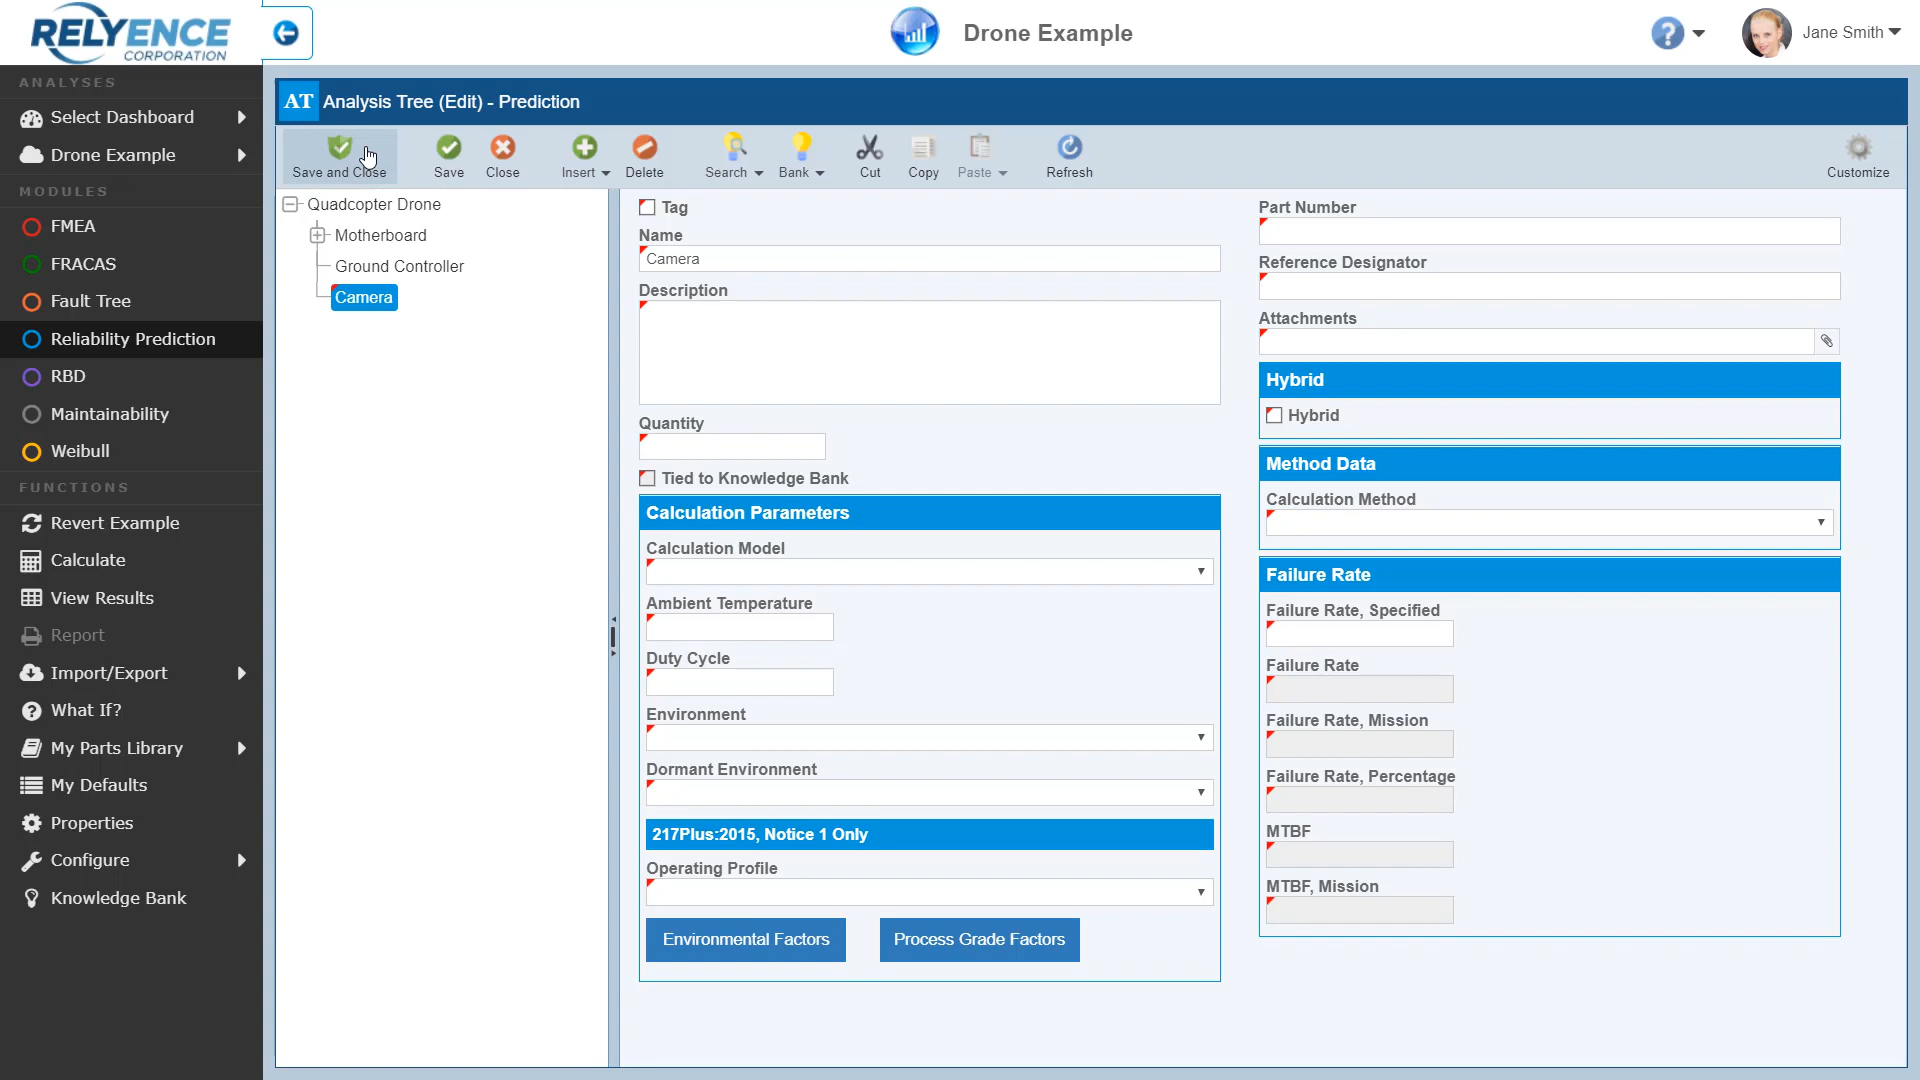 RELYENCE
CORPORATION
Drone Example
?
Jane Smith
ANALYSES
Select Dashboard
Drone Example
MODULES
FMEA
FRACAS
Fault Tree
Reliability Prediction
RBD
Maintainability
Weibull
FUNCTIONS
Revert Example
Calculate
View Results
Report
Import/Export
What If?
My Parts Library
My Defaults
Properties
Configure
Knowledge Bank
AT Analysis Tree (Edit) - Prediction
Save and Close
Save
Close
Insert
Delete
Search
Bank
Cut
Copy
Paste
Refresh
Customize
Quadcopter Drone
Motherboard
Ground Controller
Camera
Tag
Name
Camera
Description
Quantity
Tied to Knowledge Bank
Calculation Parameters
Calculation Model
Ambient Temperature
Duty Cycle
Environment
Dormant Environment
217Plus:2015, Notice 1 Only
Operating Profile
Environmental Factors
Process Grade Factors
Part Number
Reference Designator
Attachments
Hybrid
Hybrid
Method Data
Calculation Method
Failure Rate
Failure Rate, Specified
Failure Rate
Failure Rate, Mission
Failure Rate, Percentage
MTBF
MTBF, Mission